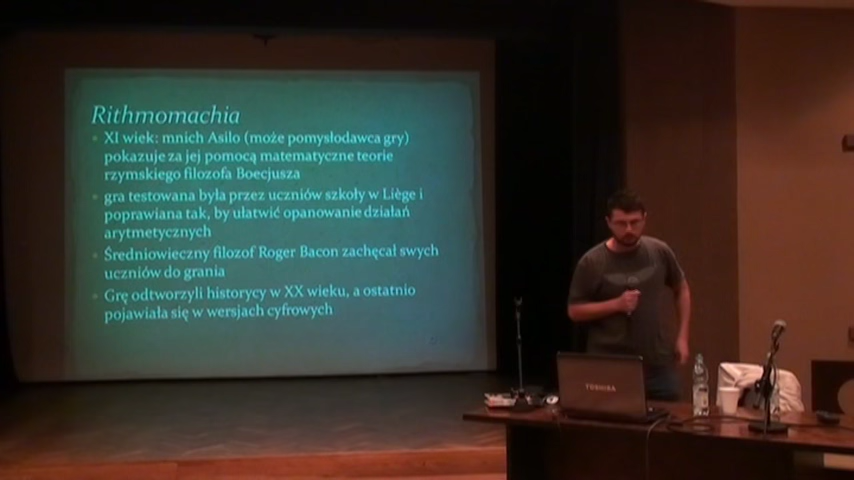 Rithmomachia
XI wiek: mnich Asilo (może pomysłodawca gry)
pokazuje za jej pomocą matematyczne teorie
rzymskiego filozofa Boecjusza
gra testowana była przez uczniów szkoły w Liège i
poprawiana tak, by ułatwić opanowanie działań
arytmetycznych
Średniowieczny filozof Roger Bacon zachęcał swych
uczniów do grania
Grę odtworzyli historycy w XX wieku, a ostatnio
pojawiała się w wersjach cyfrowych
TOSHIBA